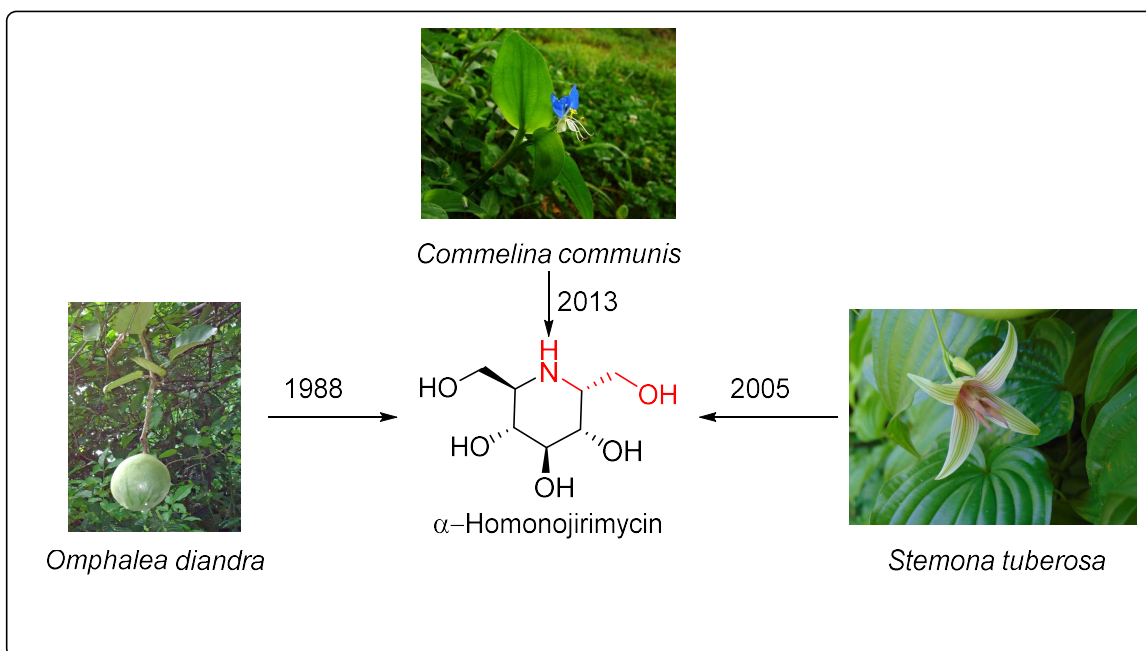 Commelina communis
2013
H
N
HO
OH
1988
2005
HO
OH
OH
α–Homonojirimycin
Omphalea diandra
Stemona tuberosa